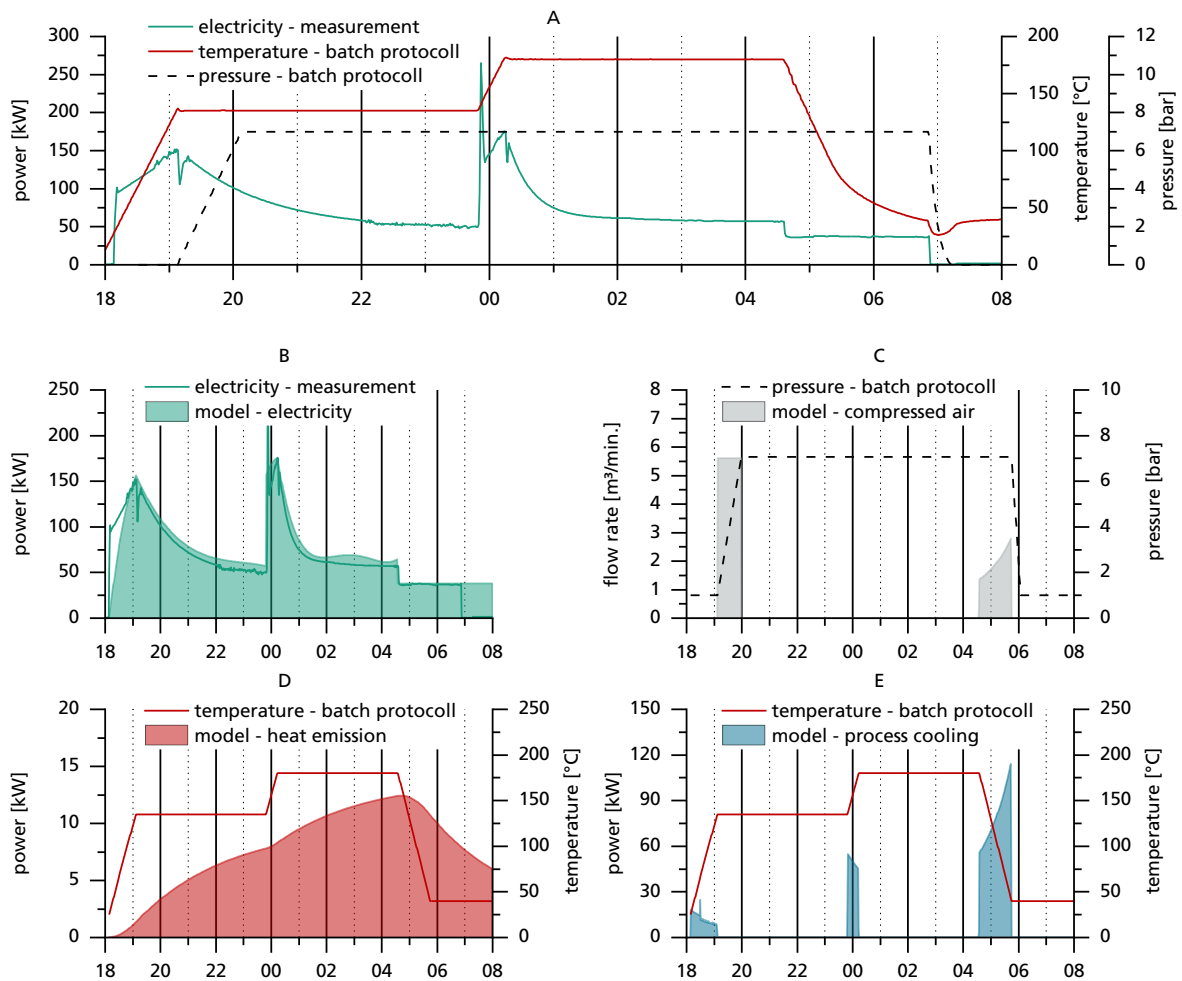 A
electricity - measurement
temperature - batch protocoll
pressure - batch protocoll
power [kW]
300
250
200
150
100
50
0
200
150
100
50
0
temperature [°C]
12
10
8
6
4
2
0
pressure [bar]
18 20 22 00 02 04 06 08
B
electricity - measurement
model - electricity
power [kW]
250
200
150
100
50
0
18 20 22 00 02 04 06 08
C
pressure - batch protocoll
model - compressed air
flow rate [m³/min.]
8
7
6
5
4
3
2
1
0
10
8
6
4
2
0
pressure [bar]
18 20 22 00 02 04 06 08
D
temperature - batch protocoll
model - heat emission
power [kW]
20
15
10
5
0
250
200
150
100
50
0
temperature [°C]
18 20 22 00 02 04 06 08
E
temperature - batch protocoll
model - process cooling
power [kW]
150
120
90
60
30
0
250
200
150
100
50
0
temperature [°C]
18 20 22 00 02 04 06 08